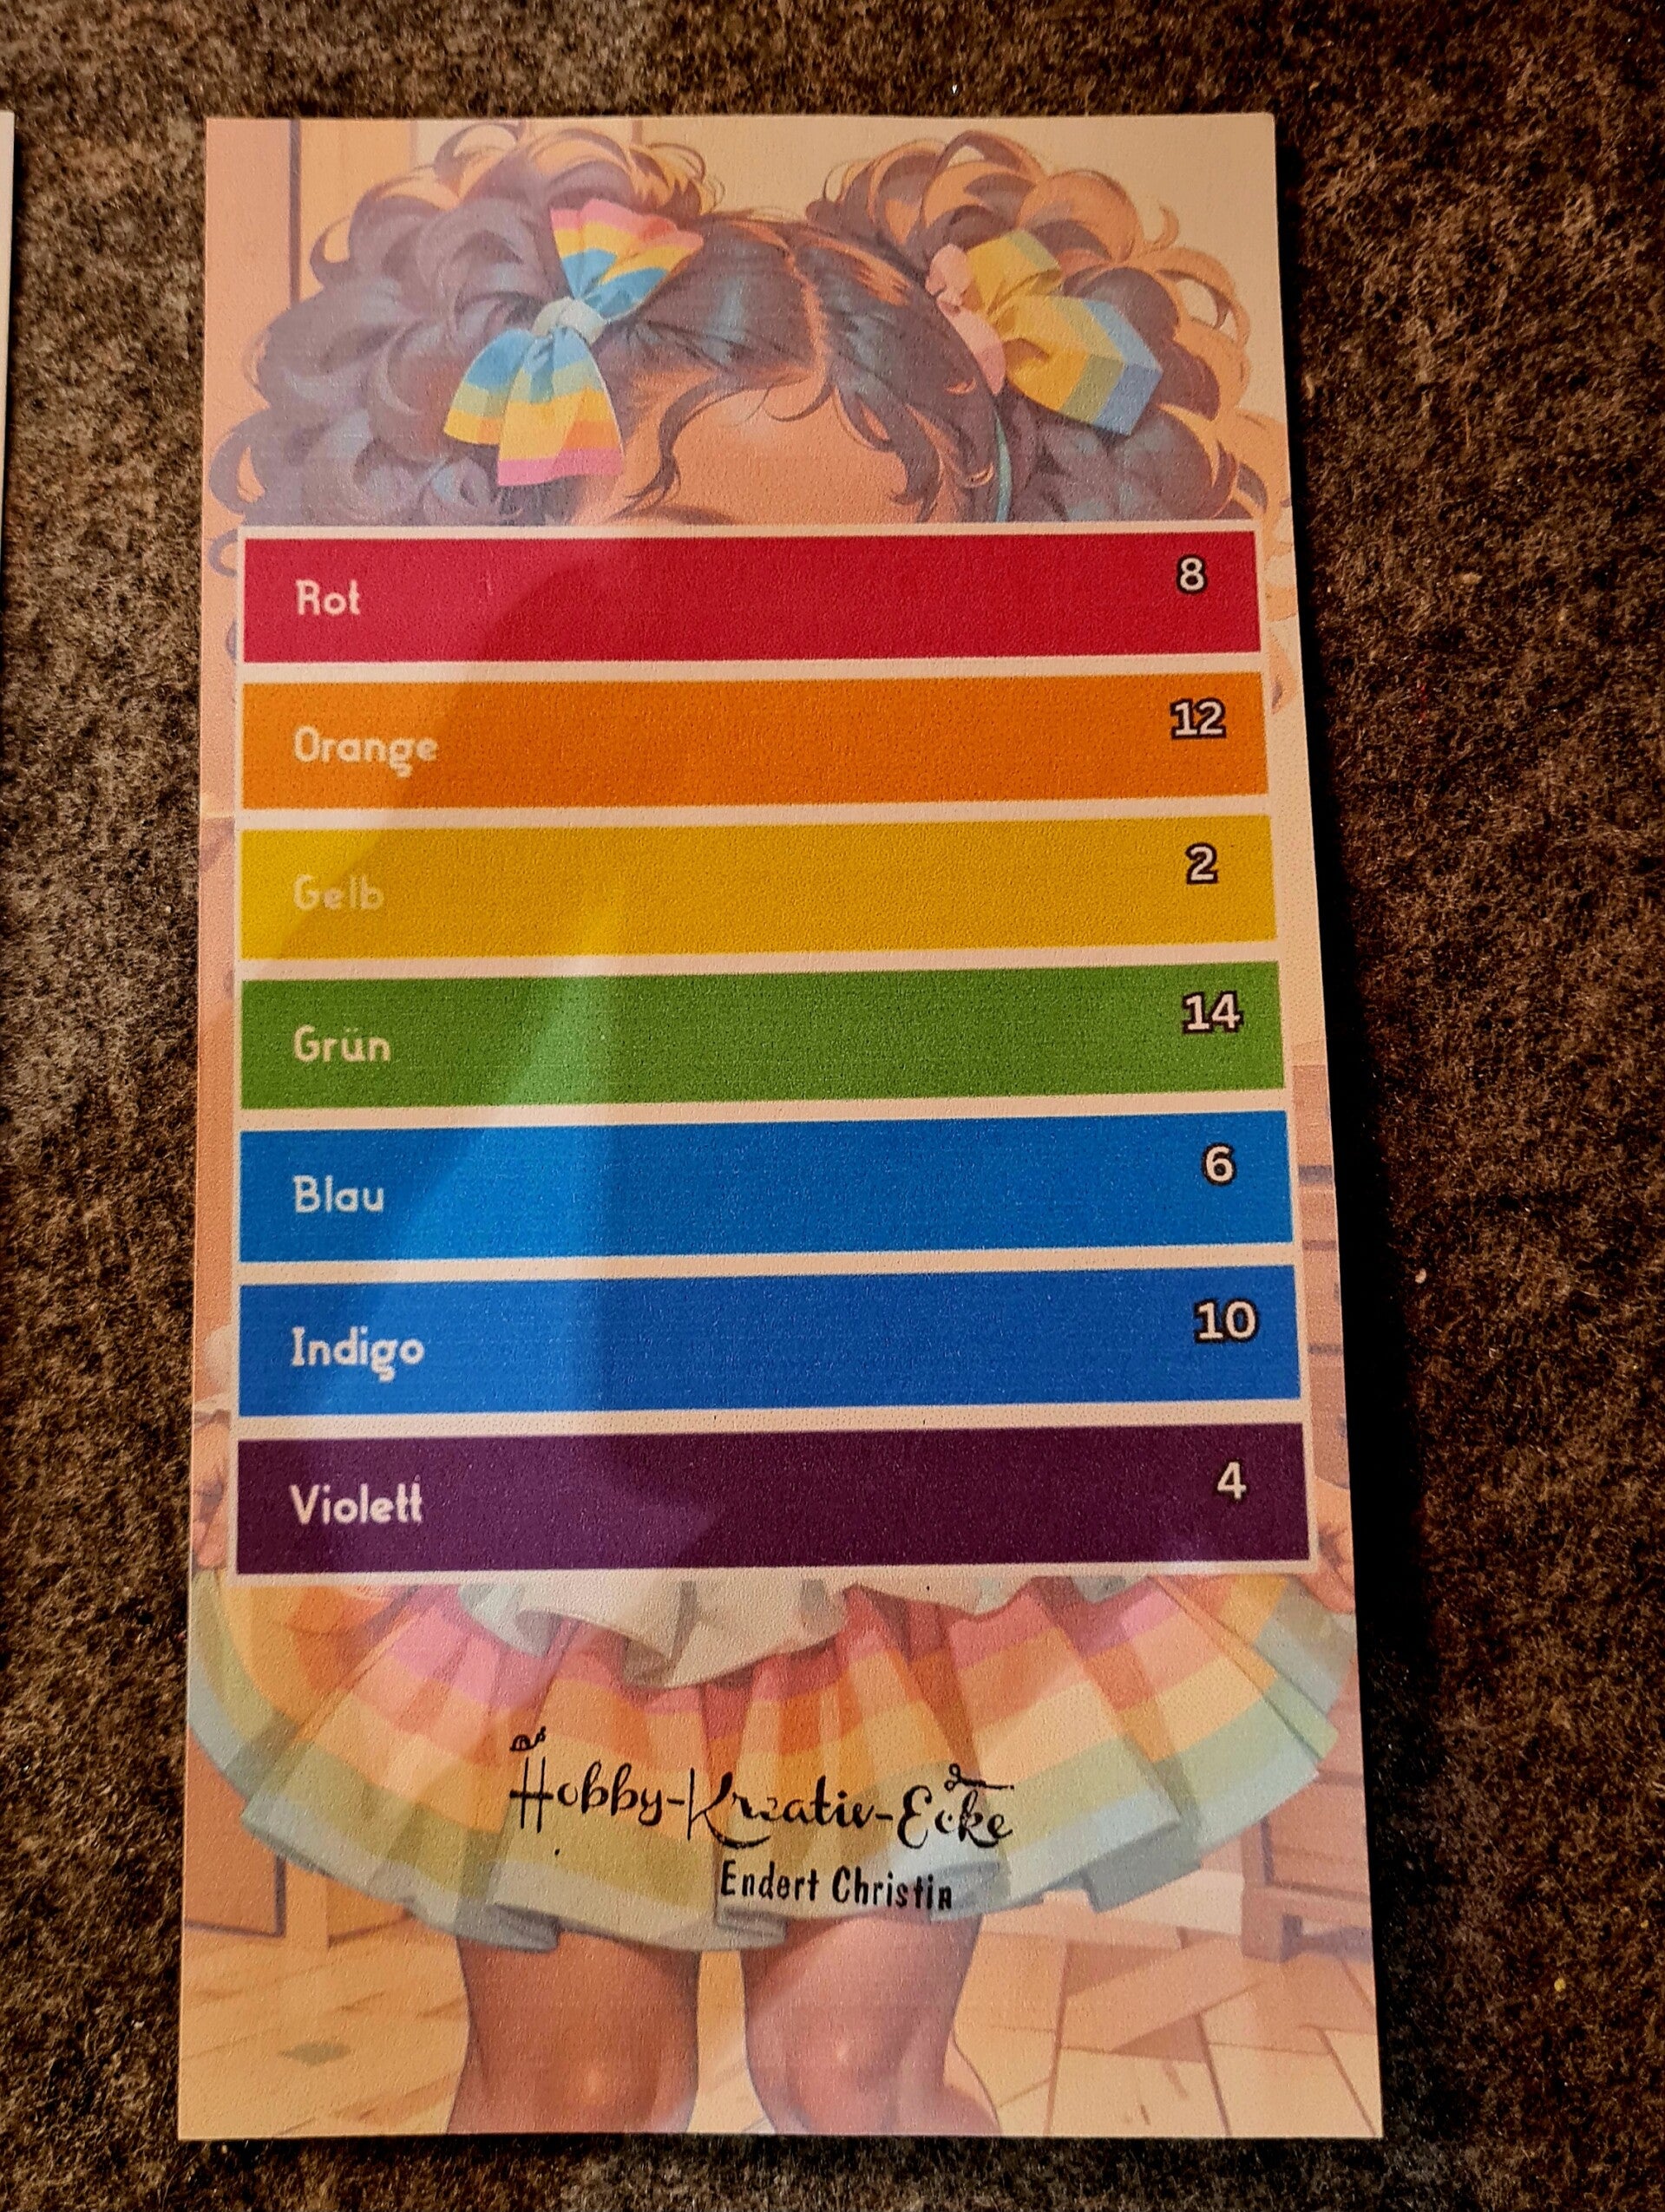 Rot 8
Orange 12
Gelb 2
Grün 14
Blau 6
Indigo 10
Violett 4
Hobby-Kreativ-Ecke
Endert Christin